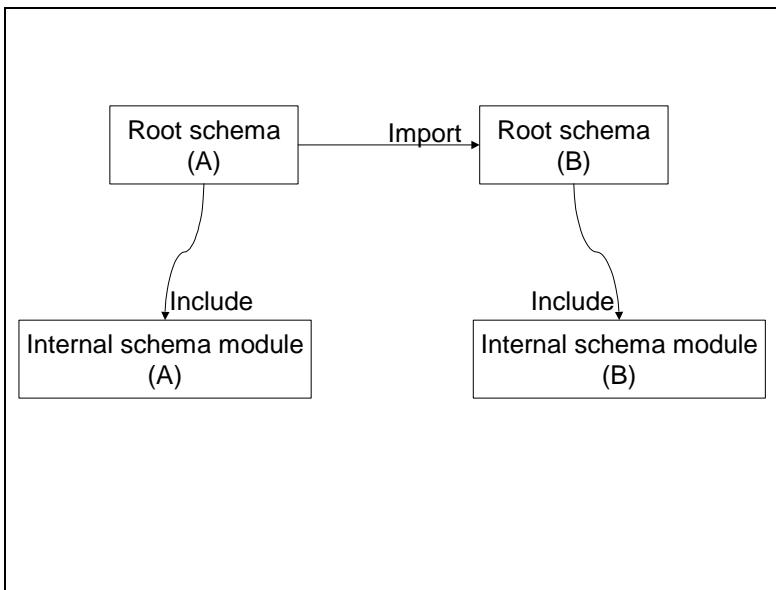 Root schema
(A)
Import
Root schema
(B)
Include
Include
Internal schema module
(A)
Internal schema module
(B)